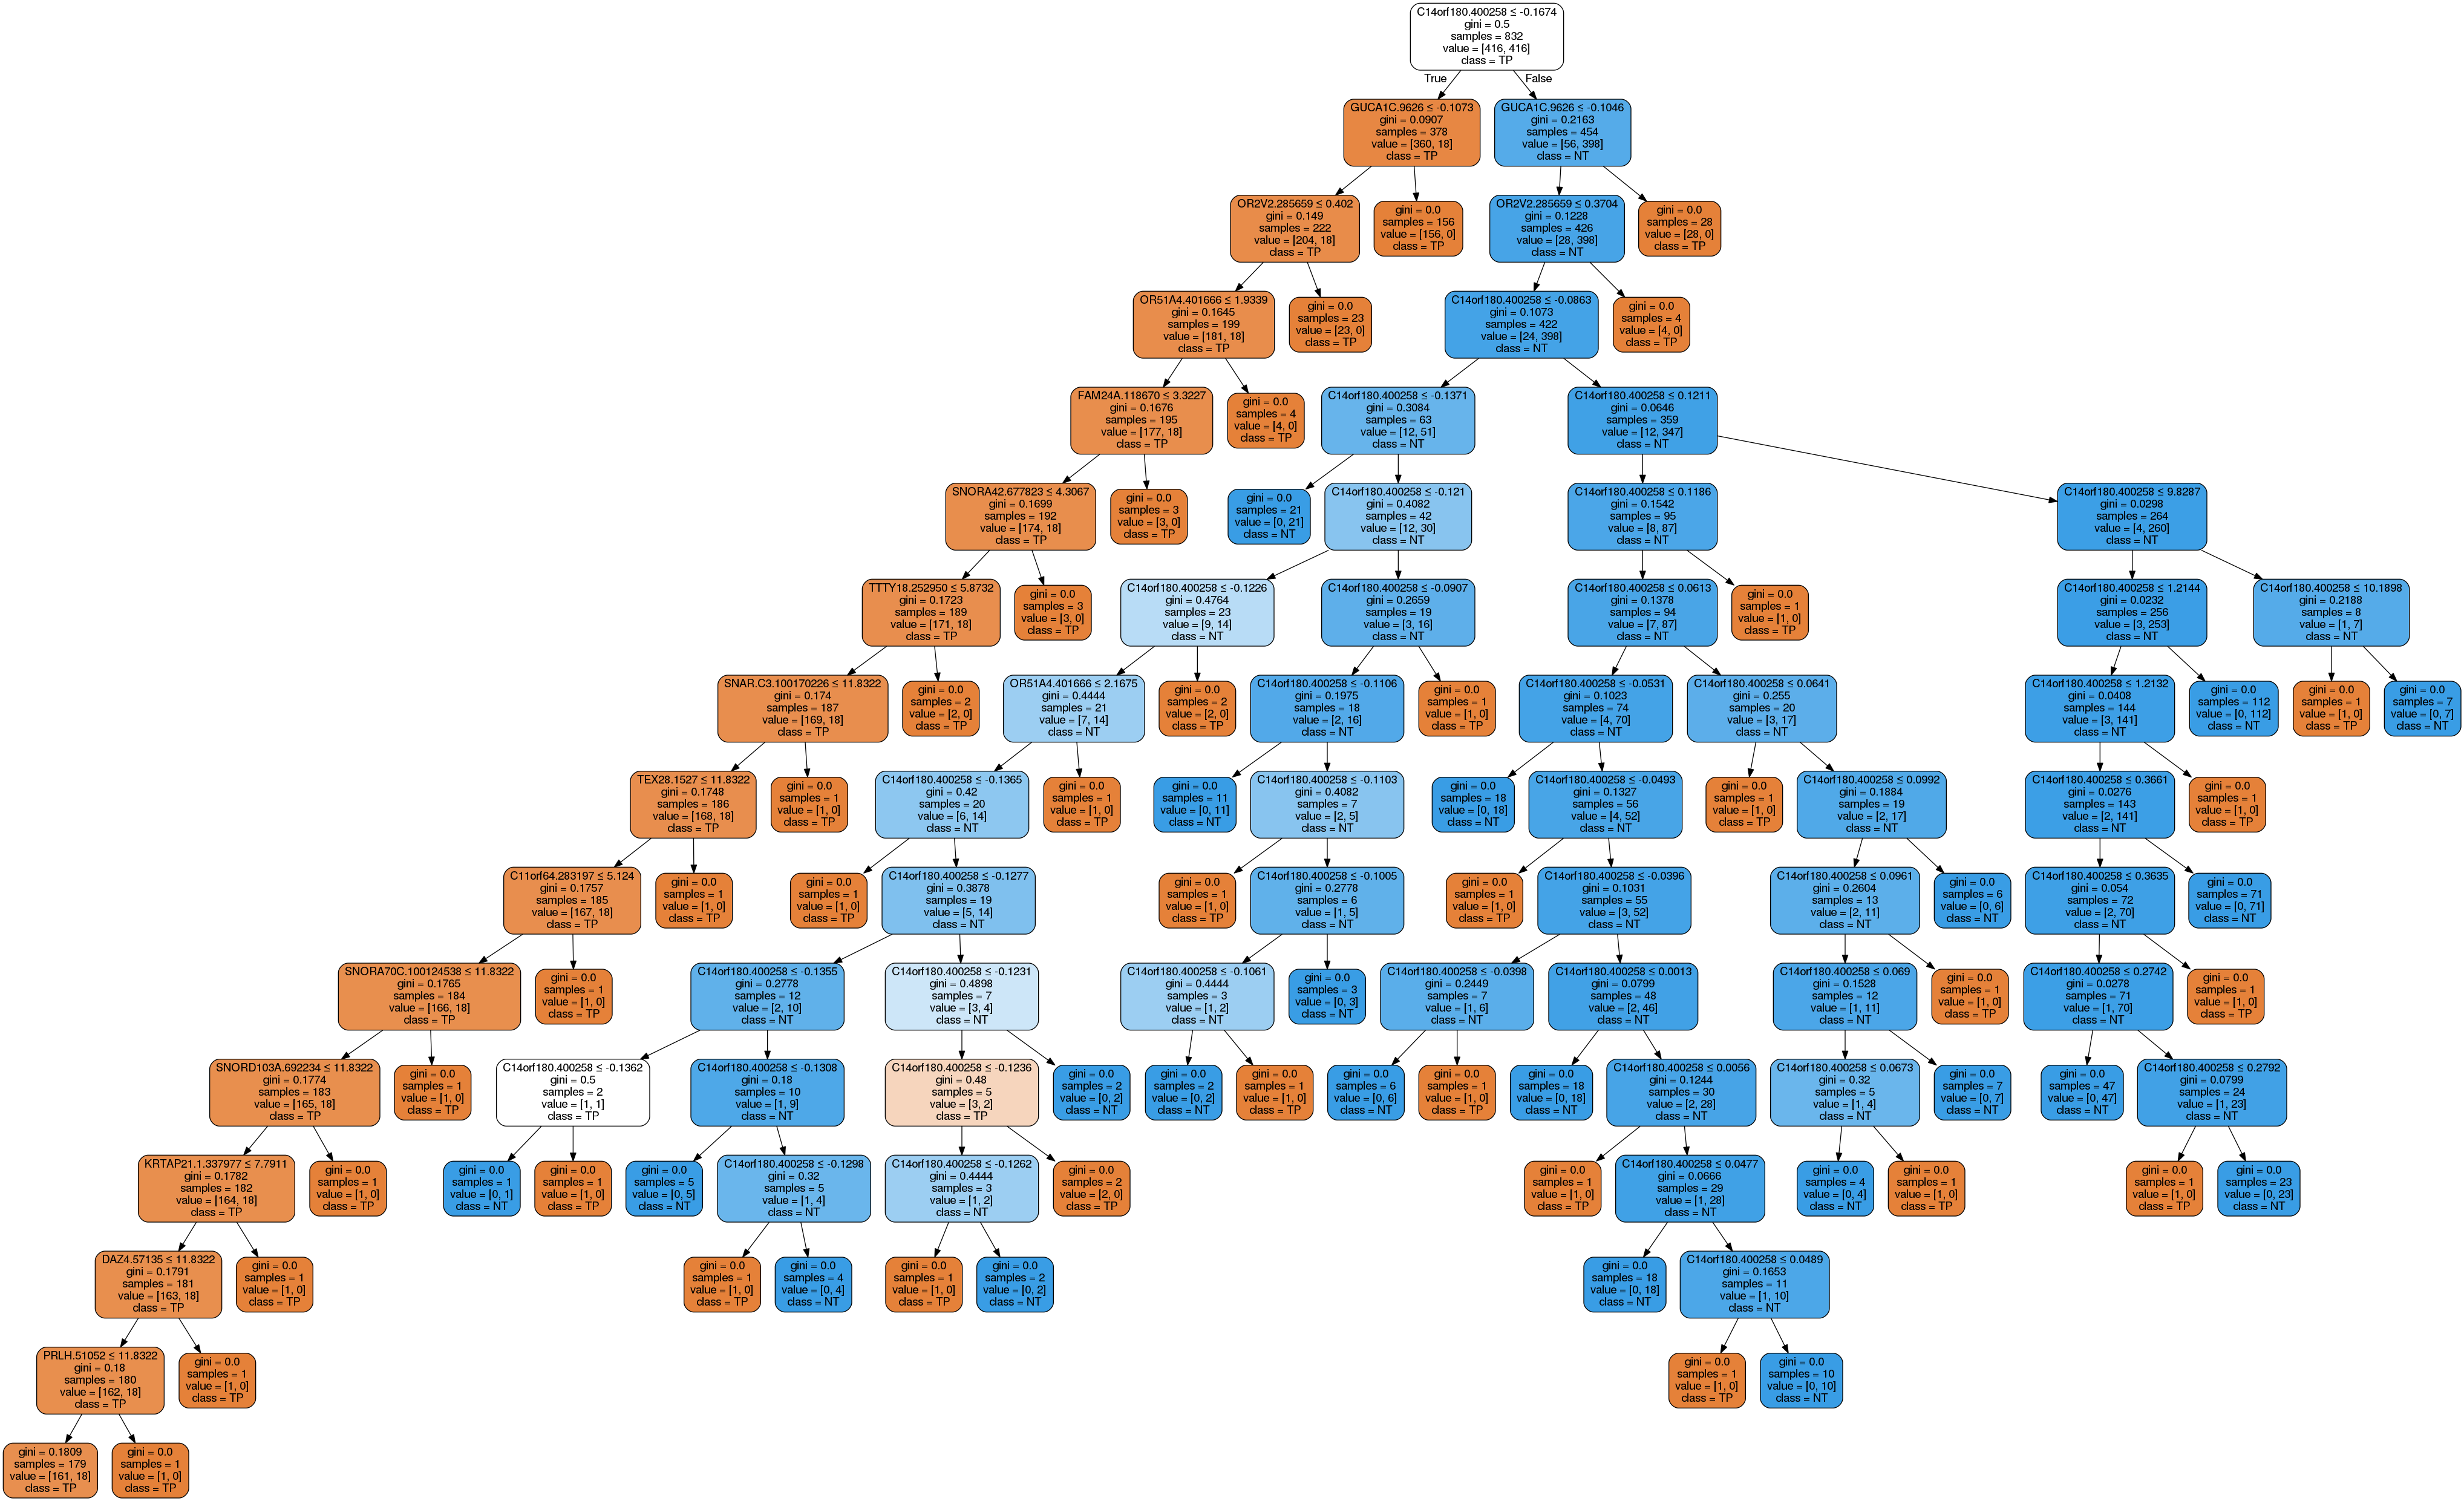 C14orf180.400258 ≤ -0.1674
gini = 0.5
samples = 832
value = [416, 416]
class = TP
True
False
GUCA1C.9626 ≤ -0.1073
gini = 0.0907
samples = 378
value = [360, 18]
class = TP
GUCA1C.9626 ≤ -0.1046
gini = 0.2163
samples = 454
value = [56, 398]
class = NT
OR2V2.285659 ≤ 0.402
gini = 0.149
samples = 222
value = [204, 18]
class = TP
gini = 0.0
samples = 156
value = [156, 0]
class = TP
OR2V2.285659 ≤ 0.3704
gini = 0.1228
samples = 426
value = [28, 398]
class = NT
gini = 0.0
samples = 28
value = [28, 0]
class = TP
OR51A4.401666 ≤ 1.9339
gini = 0.1645
samples = 199
value = [181, 18]
class = TP
gini = 0.0
samples = 23
value = [23, 0]
class = TP
C14orf180.400258 ≤ -0.0863
gini = 0.1073
samples = 422
value = [24, 398]
class = NT
gini = 0.0
samples = 4
value = [4, 0]
class = TP
FAM24A.118670 ≤ 3.3227
gini = 0.1676
samples = 195
value = [177, 18]
class = TP
gini = 0.0
samples = 4
value = [4, 0]
class = TP
C14orf180.400258 ≤ -0.1371
gini = 0.3084
samples = 63
value = [12, 51]
class = NT
C14orf180.400258 ≤ 0.1211
gini = 0.0646
samples = 359
value = [12, 347]
class = NT
SNORA42.677823 ≤ 4.3067
gini = 0.1699
samples = 192
value = [174, 18]
class = TP
gini = 0.0
samples = 3
value = [3, 0]
class = TP
gini = 0.0
samples = 21
value = [0, 21]
class = NT
C14orf180.400258 ≤ -0.121
gini = 0.4082
samples = 42
value = [12, 30]
class = NT
C14orf180.400258 ≤ 0.1186
gini = 0.1542
samples = 95
value = [8, 87]
class = NT
C14orf180.400258 ≤ 9.8287
gini = 0.0298
samples = 264
value = [4, 260]
class = NT
TTTY18.252950 ≤ 5.8732
gini = 0.1723
samples = 189
value = [171, 18]
class = TP
gini = 0.0
samples = 3
value = [3, 0]
class = TP
C14orf180.400258 ≤ -0.1226
gini = 0.4764
samples = 23
value = [9, 14]
class = NT
C14orf180.400258 ≤ -0.0907
gini = 0.2659
samples = 19
value = [3, 16]
class = NT
C14orf180.400258 ≤ 0.0613
gini = 0.1378
samples = 94
value = [7, 87]
class = NT
gini = 0.0
samples = 1
value = [1, 0]
class = TP
C14orf180.400258 ≤ 1.2144
gini = 0.0232
samples = 256
value = [3, 253]
class = NT
C14orf180.400258 ≤ 10.1898
gini = 0.2188
samples = 8
value = [1, 7]
class = NT
SNAR.C3.100170226 ≤ 11.8322
gini = 0.174
samples = 187
value = [169, 18]
class = TP
gini = 0.0
samples = 2
value = [2, 0]
class = TP
OR51A4.401666 ≤ 2.1675
gini = 0.4444
samples = 21
value = [7, 14]
class = NT
gini = 0.0
samples = 2
value = [2, 0]
class = TP
C14orf180.400258 ≤ -0.1106
gini = 0.1975
samples = 18
value = [2, 16]
class = NT
gini = 0.0
samples = 1
value = [1, 0]
class = TP
C14orf180.400258 ≤ -0.0531
gini = 0.1023
samples = 74
value = [4, 70]
class = NT
C14orf180.400258 ≤ 0.0641
gini = 0.255
samples = 20
value = [3, 17]
class = NT
C14orf180.400258 ≤ 1.2132
gini = 0.0408
samples = 144
value = [3, 141]
class = NT
gini = 0.0
samples = 112
value = [0, 112]
class = NT
gini = 0.0
samples = 1
value = [1, 0]
class = TP
gini = 0.0
samples = 7
value = [0, 7]
class = NT
TEX28.1527 ≤ 11.8322
gini = 0.1748
samples = 186
value = [168, 18]
class = TP
gini = 0.0
samples = 1
value = [1, 0]
class = TP
C14orf180.400258 ≤ -0.1365
gini = 0.42
samples = 20
value = [6, 14]
class = NT
gini = 0.0
samples = 1
value = [1, 0]
class = TP
gini = 0.0
samples = 11
value = [0, 11]
class = NT
C14orf180.400258 ≤ -0.1103
gini = 0.4082
samples = 7
value = [2, 5]
class = NT
gini = 0.0
samples = 18
value = [0, 18]
class = NT
C14orf180.400258 ≤ -0.0493
gini = 0.1327
samples = 56
value = [4, 52]
class = NT
gini = 0.0
samples = 1
value = [1, 0]
class = TP
C14orf180.400258 ≤ 0.0992
gini = 0.1884
samples = 19
value = [2, 17]
class = NT
C14orf180.400258 ≤ 0.3661
gini = 0.0276
samples = 143
value = [2, 141]
class = NT
gini = 0.0
samples = 1
value = [1, 0]
class = TP
C11orf64.283197 ≤ 5.124
gini = 0.1757
samples = 185
value = [167, 18]
class = TP
gini = 0.0
samples = 1
value = [1, 0]
class = TP
gini = 0.0
samples = 1
value = [1, 0]
class = TP
C14orf180.400258 ≤ -0.1277
gini = 0.3878
samples = 19
value = [5, 14]
class = NT
gini = 0.0
samples = 1
value = [1, 0]
class = TP
C14orf180.400258 ≤ -0.1005
gini = 0.2778
samples = 6
value = [1, 5]
class = NT
gini = 0.0
samples = 1
value = [1, 0]
class = TP
C14orf180.400258 ≤ -0.0396
gini = 0.1031
samples = 55
value = [3, 52]
class = NT
C14orf180.400258 ≤ 0.0961
gini = 0.2604
samples = 13
value = [2, 11]
class = NT
gini = 0.0
samples = 6
value = [0, 6]
class = NT
C14orf180.400258 ≤ 0.3635
gini = 0.054
samples = 72
value = [2, 70]
class = NT
gini = 0.0
samples = 71
value = [0, 71]
class = NT
SNORA70C.100124538 ≤ 11.8322
gini = 0.1765
samples = 184
value = [166, 18]
class = TP
gini = 0.0
samples = 1
value = [1, 0]
class = TP
C14orf180.400258 ≤ -0.1355
gini = 0.2778
samples = 12
value = [2, 10]
class = NT
C14orf180.400258 ≤ -0.1231
gini = 0.4898
samples = 7
value = [3, 4]
class = NT
C14orf180.400258 ≤ -0.1061
gini = 0.4444
samples = 3
value = [1, 2]
class = NT
gini = 0.0
samples = 3
value = [0, 3]
class = NT
C14orf180.400258 ≤ -0.0398
gini = 0.2449
samples = 7
value = [1, 6]
class = NT
C14orf180.400258 ≤ 0.0013
gini = 0.0799
samples = 48
value = [2, 46]
class = NT
C14orf180.400258 ≤ 0.069
gini = 0.1528
samples = 12
value = [1, 11]
class = NT
gini = 0.0
samples = 1
value = [1, 0]
class = TP
C14orf180.400258 ≤ 0.2742
gini = 0.0278
samples = 71
value = [1, 70]
class = NT
gini = 0.0
samples = 1
value = [1, 0]
class = TP
SNORD103A.692234 ≤ 11.8322
gini = 0.1774
samples = 183
value = [165, 18]
class = TP
gini = 0.0
samples = 1
value = [1, 0]
class = TP
C14orf180.400258 ≤ -0.1362
gini = 0.5
samples = 2
value = [1, 1]
class = TP
C14orf180.400258 ≤ -0.1308
gini = 0.18
samples = 10
value = [1, 9]
class = NT
C14orf180.400258 ≤ -0.1236
gini = 0.48
samples = 5
value = [3, 2]
class = TP
gini = 0.0
samples = 2
value = [0, 2]
class = NT
gini = 0.0
samples = 2
value = [0, 2]
class = NT
gini = 0.0
samples = 1
value = [1, 0]
class = TP
gini = 0.0
samples = 6
value = [0, 6]
class = NT
gini = 0.0
samples = 1
value = [1, 0]
class = TP
gini = 0.0
samples = 18
value = [0, 18]
class = NT
C14orf180.400258 ≤ 0.0056
gini = 0.1244
samples = 30
value = [2, 28]
class = NT
C14orf180.400258 ≤ 0.0673
gini = 0.32
samples = 5
value = [1, 4]
class = NT
gini = 0.0
samples = 7
value = [0, 7]
class = NT
gini = 0.0
samples = 47
value = [0, 47]
class = NT
C14orf180.400258 ≤ 0.2792
gini = 0.0799
samples = 24
value = [1, 23]
class = NT
KRTAP21.1.337977 ≤ 7.7911
gini = 0.1782
samples = 182
value = [164, 18]
class = TP
gini = 0.0
samples = 1
value = [1, 0]
class = TP
gini = 0.0
samples = 1
value = [0, 1]
class = NT
gini = 0.0
samples = 1
value = [1, 0]
class = TP
gini = 0.0
samples = 5
value = [0, 5]
class = NT
C14orf180.400258 ≤ -0.1298
gini = 0.32
samples = 5
value = [1, 4]
class = NT
C14orf180.400258 ≤ -0.1262
gini = 0.4444
samples = 3
value = [1, 2]
class = NT
gini = 0.0
samples = 2
value = [2, 0]
class = TP
gini = 0.0
samples = 1
value = [1, 0]
class = TP
C14orf180.400258 ≤ 0.0477
gini = 0.0666
samples = 29
value = [1, 28]
class = NT
gini = 0.0
samples = 4
value = [0, 4]
class = NT
gini = 0.0
samples = 1
value = [1, 0]
class = TP
gini = 0.0
samples = 1
value = [1, 0]
class = TP
gini = 0.0
samples = 23
value = [0, 23]
class = NT
DAZ4.57135 ≤ 11.8322
gini = 0.1791
samples = 181
value = [163, 18]
class = TP
gini = 0.0
samples = 1
value = [1, 0]
class = TP
gini = 0.0
samples = 1
value = [1, 0]
class = TP
gini = 0.0
samples = 4
value = [0, 4]
class = NT
gini = 0.0
samples = 1
value = [1, 0]
class = TP
gini = 0.0
samples = 2
value = [0, 2]
class = NT
gini = 0.0
samples = 18
value = [0, 18]
class = NT
C14orf180.400258 ≤ 0.0489
gini = 0.1653
samples = 11
value = [1, 10]
class = NT
PRLH.51052 ≤ 11.8322
gini = 0.18
samples = 180
value = [162, 18]
class = TP
gini = 0.0
samples = 1
value = [1, 0]
class = TP
gini = 0.0
samples = 1
value = [1, 0]
class = TP
gini = 0.0
samples = 10
value = [0, 10]
class = NT
gini = 0.1809
samples = 179
value = [161, 18]
class = TP
gini = 0.0
samples = 1
value = [1, 0]
class = TP